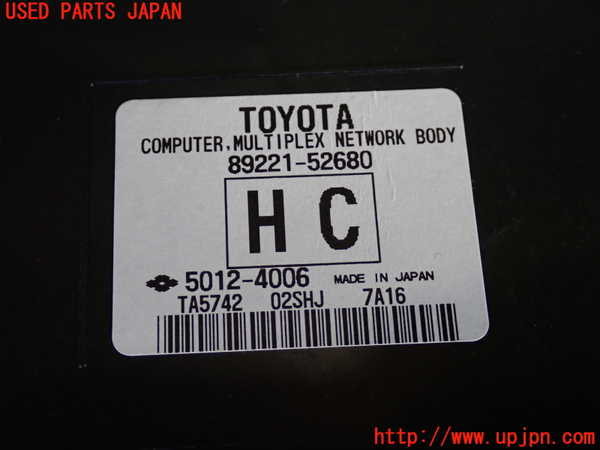 USED PARTS JAPAN
TOYOTA
COMPUTER, MULTIPLEX NETWORK BODY
89221-52680
H C
5012-4006 MADE IN JAPAN
TA5742 02SHJ 7A16
http://www.upjpn.com/